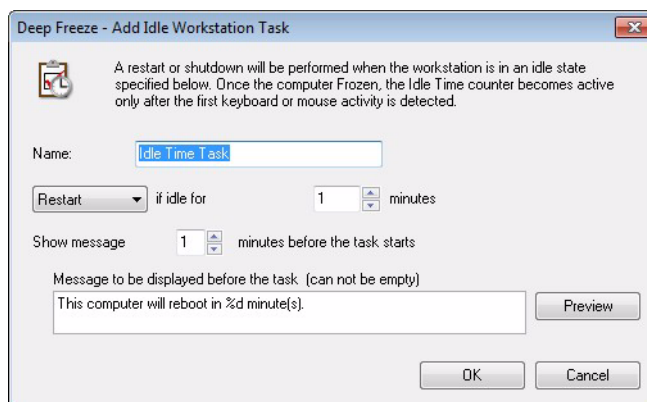 Deep Freeze - Add Idle Workstation Task
A restart or shutdown will be performed when the workstation is in an idle state
specified below. Once the computer Frozen, the Idle Time counter becomes active
only after the first keyboard or mouse activity is detected.
Name: Idle Time Task
Restart if idle for 1 minutes
Show message 1 minutes before the task starts
Message to be displayed before the task (can not be empty)
This computer will reboot in %d minute(s).
Preview
OK Cancel